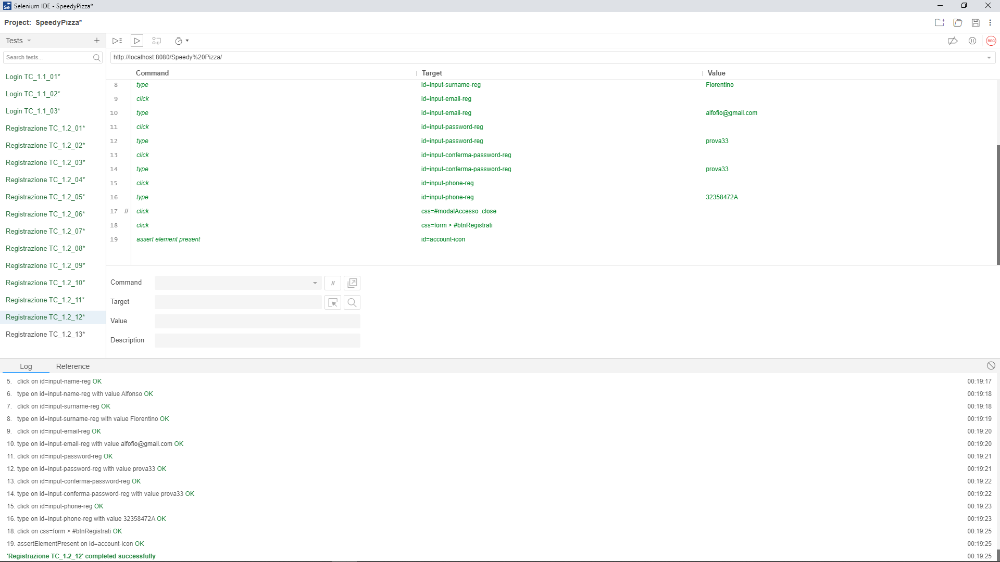 Selenium IDE - SpeedyPizza*
Project: SpeedyPizza*
Tests
REC
Search tests...
http://localhost:8080/Speedy%20Pizza/
Command Target Value
Login TC_1.1_01*
Login TC_1.1_02*
Login TC_1.1_03*
Registrazione TC_1.2_01*
Registrazione TC_1.2_02*
Registrazione TC_1.2_03*
Registrazione TC_1.2_04*
Registrazione TC_1.2_05*
Registrazione TC_1.2_06*
Registrazione TC_1.2_07*
Registrazione TC_1.2_08*
Registrazione TC_1.2_09*
Registrazione TC_1.2_10*
Registrazione TC_1.2_11*
Registrazione TC_1.2_12*
Registrazione TC_1.2_13*
8 type id=input-surname-reg Fiorentino
9 click id=input-email-reg
10 type id=input-email-reg alfofio@gmail.com
11 click id=input-password-reg
12 type id=input-password-reg prova33
13 click id=input-conferma-password-reg
14 type id=input-conferma-password-reg prova33
15 click id=input-phone-reg
16 type id=input-phone-reg 32358472A
17 // click css=#modalAccesso .close
18 click css=form > #btnRegistrati
19 assert element present id=account-icon
Command //
Target
Value
Description
Log Reference
5. click on id=input-name-reg OK 00:19:17
6. type on id=input-name-reg with value Alfonso OK 00:19:18
7. click on id=input-surname-reg OK 00:19:18
8. type on id=input-surname-reg with value Fiorentino OK 00:19:19
9. click on id=input-email-reg OK 00:19:20
10. type on id=input-email-reg with value alfofio@gmail.com OK 00:19:20
11. click on id=input-password-reg OK 00:19:21
12. type on id=input-password-reg with value prova33 OK 00:19:21
13. click on id=input-conferma-password-reg OK 00:19:22
14. type on id=input-conferma-password-reg with value prova33 OK 00:19:22
15. click on id=input-phone-reg OK 00:19:23
16. type on id=input-phone-reg with value 32358472A OK 00:19:23
18. click on css=form > #btnRegistrati OK 00:19:25
19. assertElementPresent on id=account-icon OK 00:19:25
'Registrazione TC_1.2_12' completed successfully 00:19:25